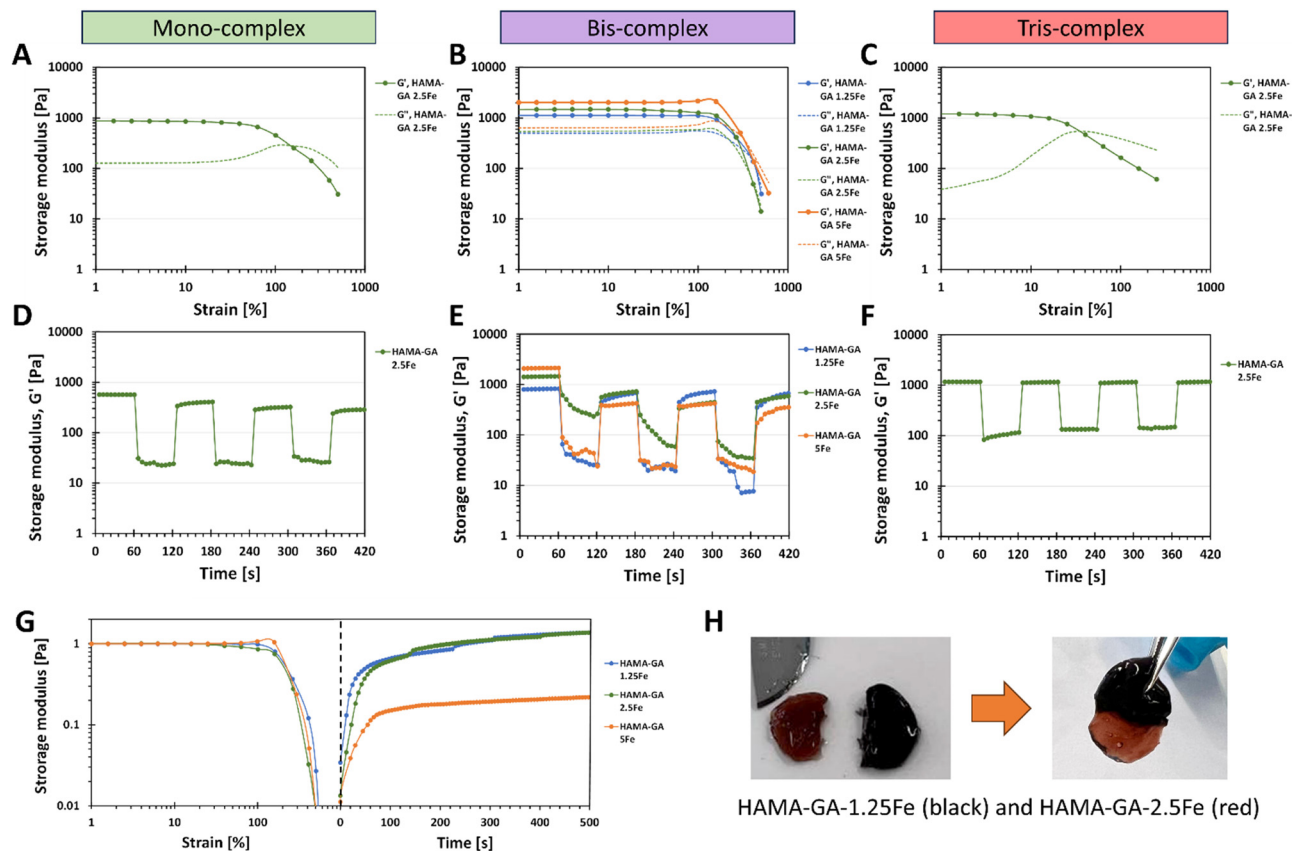 Mono-complex
Bis-complex
Tris-complex
A
Strorage modulus [Pa]
10000
1000
100
10
1
1 10 100 1000
Strain [%]
G', HAMA-
GA 2.5Fe
G'', HAMA-
GA 2.5Fe
B
Strorage modulus [Pa]
10000
1000
100
10
1
1 10 100 1000
Strain [%]
G', HAMA-
GA 1.25Fe
G'', HAMA-
GA 1.25Fe
G', HAMA-
GA 2.5Fe
G'', HAMA-
GA 2.5Fe
G', HAMA-
GA 5Fe
G'', HAMA-
GA 5Fe
C
Strorage modulus [Pa]
10000
1000
100
10
1
1 10 100 1000
Strain [%]
G', HAMA-
GA 2.5Fe
G'', HAMA-
GA 2.5Fe
D
Storage modulus, G' [Pa]
10000
1000
100
10
1
0 60 120 180 240 300 360 420
Time [s]
HAMA-GA
2.5Fe
E
Storage modulus, G' [Pa]
10000
1000
100
10
1
0 60 120 180 240 300 360 420
Time [s]
HAMA-GA
1.25Fe
HAMA-GA
2.5Fe
HAMA-GA
5Fe
F
Storage modulus, G' [Pa]
10000
1000
100
10
1
0 60 120 180 240 300 360 420
Time [s]
HAMA-GA
2.5Fe
G
Strorage modulus [Pa]
1
0.1
0.01
1 10 100 0 100 200 300 400 500
Strain [%] Time [s]
HAMA-GA
1.25Fe
HAMA-GA
2.5Fe
HAMA-GA
5Fe
H
HAMA-GA-1.25Fe (black) and HAMA-GA-2.5Fe (red)